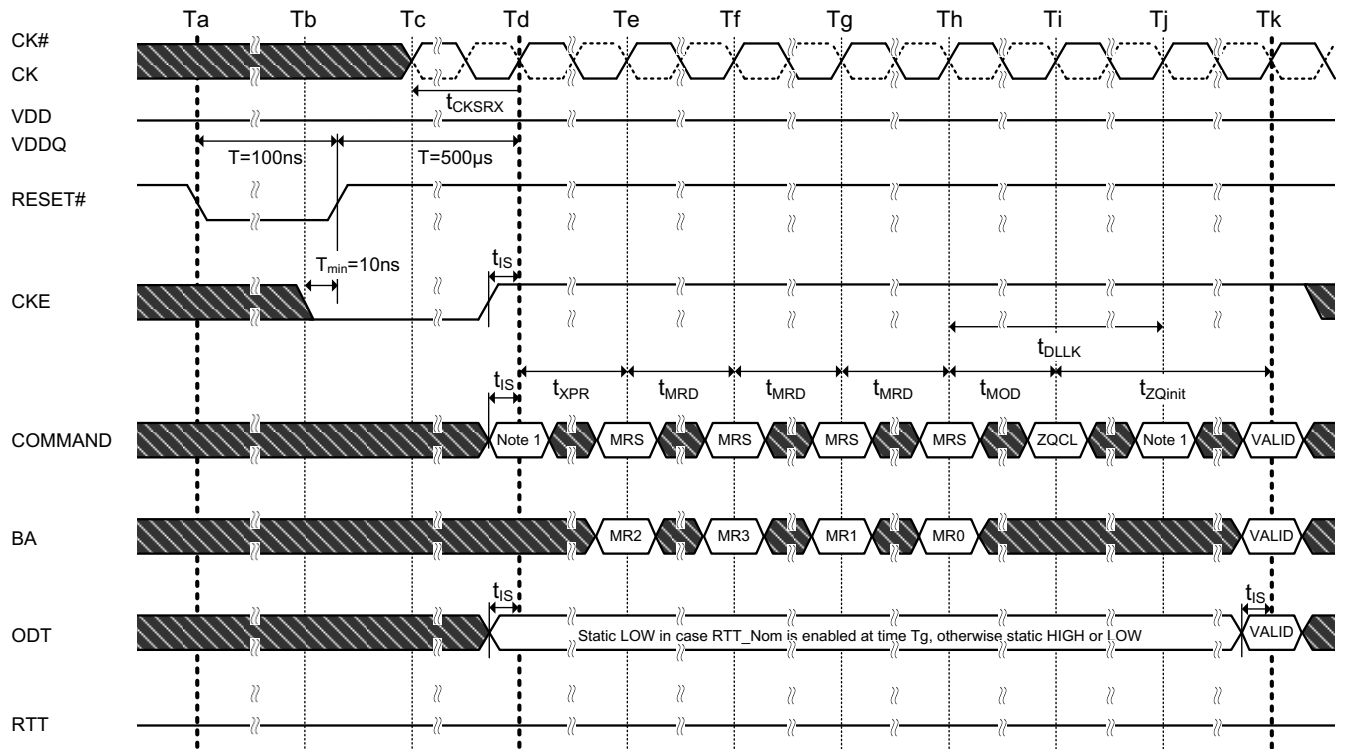 Ta Tb Tc Td Te Tf Tg Th Ti Tj Tk
CK#
CK
tCKSRX
VDD
VDDQ
T=100ns T=500µs
RESET#
Tmin=10ns
tIS
CKE
tDLLK
tIS tXPR tMRD tMRD tMRD tMOD tZQinit
COMMAND Note 1 MRS MRS MRS MRS ZQCL Note 1 VALID
BA MR2 MR3 MR1 MR0 VALID
tIS tIS
ODT Static LOW in case RTT_Nom is enabled at time Tg, otherwise static HIGH or LOW VALID
RTT